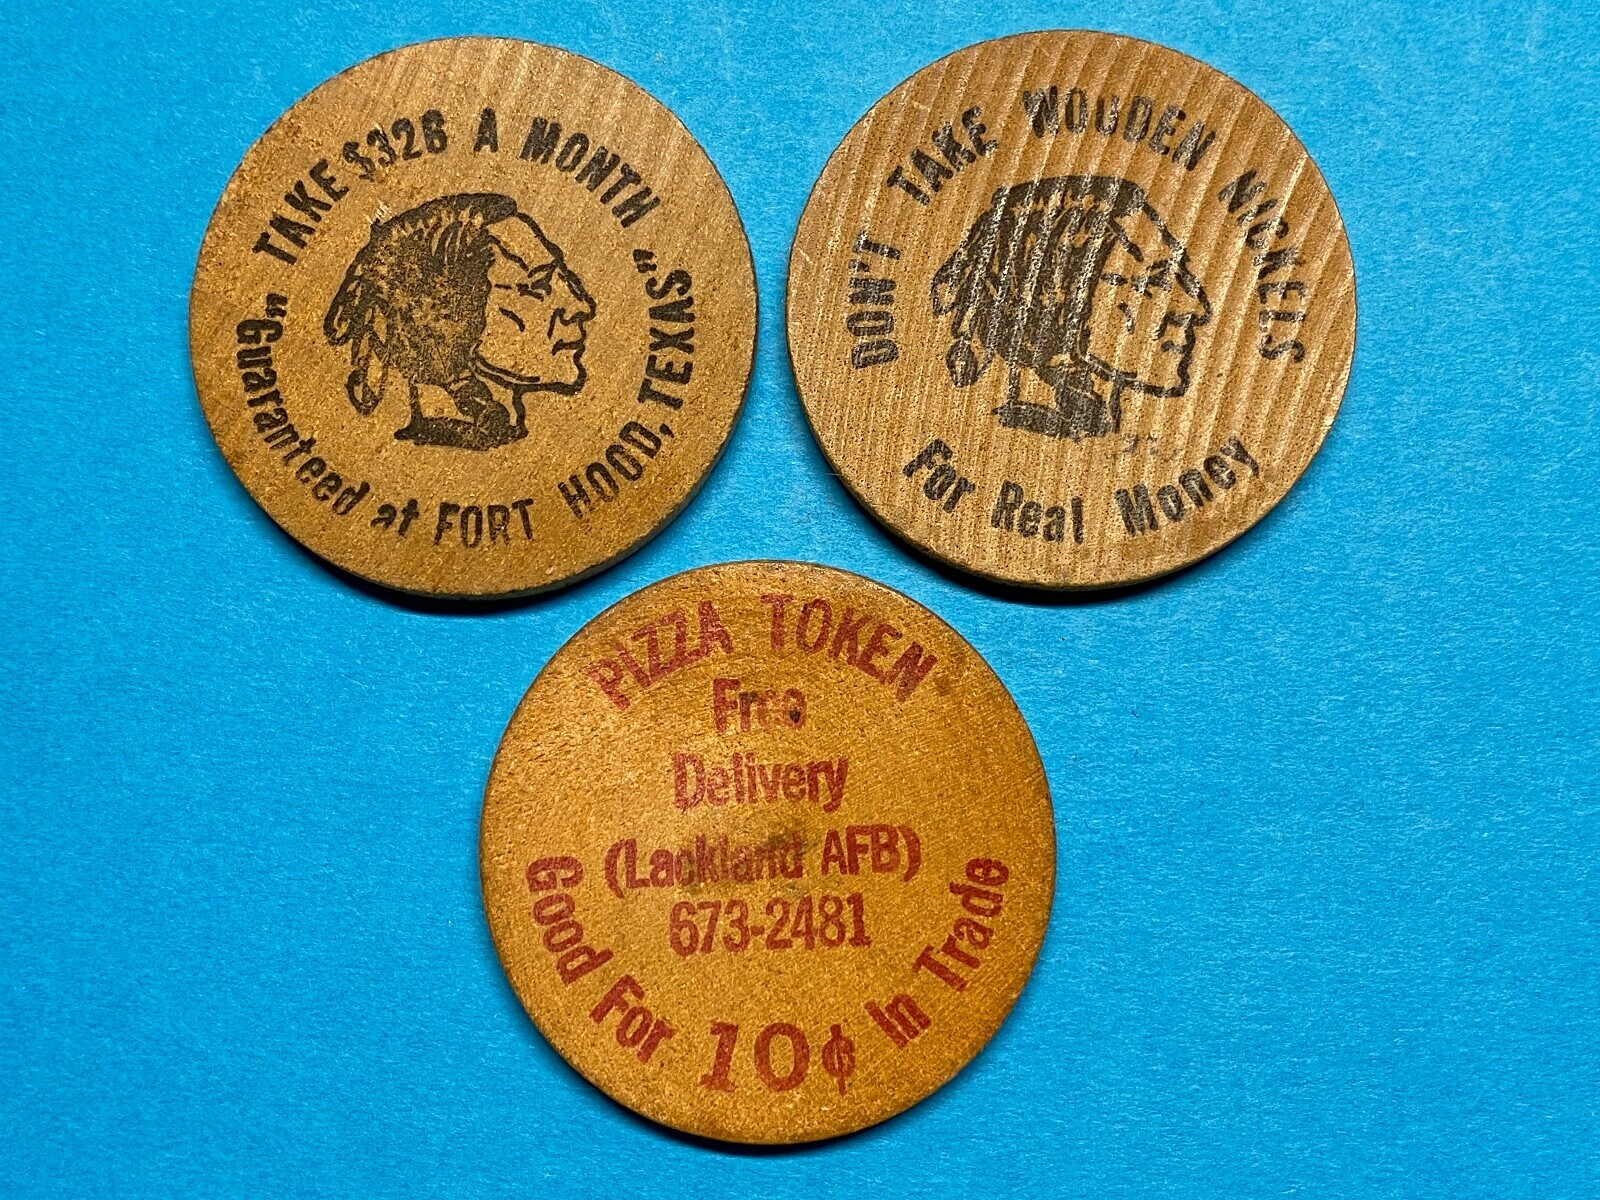 " TAKE $326 A MONTH "
"Guaranteed at FORT HOOD, TEXAS"
DON'T TAKE WOODEN NICKELS
For Real Money
PIZZA TOKEN
Free
Delivery
(Lackland AFB)
673-2481
Good For 10¢ In Trade